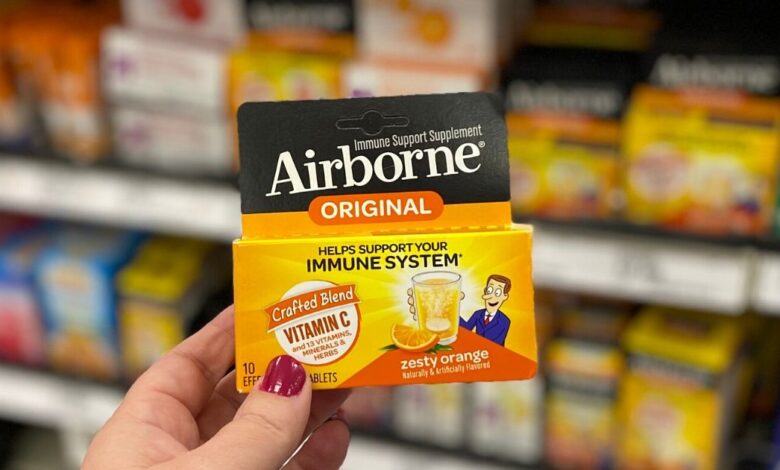 Immune Support Supplement
Airborne®
ORIGINAL
HELPS SUPPORT YOUR
IMMUNE SYSTEM*
Crafted Blend
VITAMIN C
and 13 VITAMINS,
MINERALS &
HERBS
zesty orange
Naturally & Artificially Flavored
10
Airborne